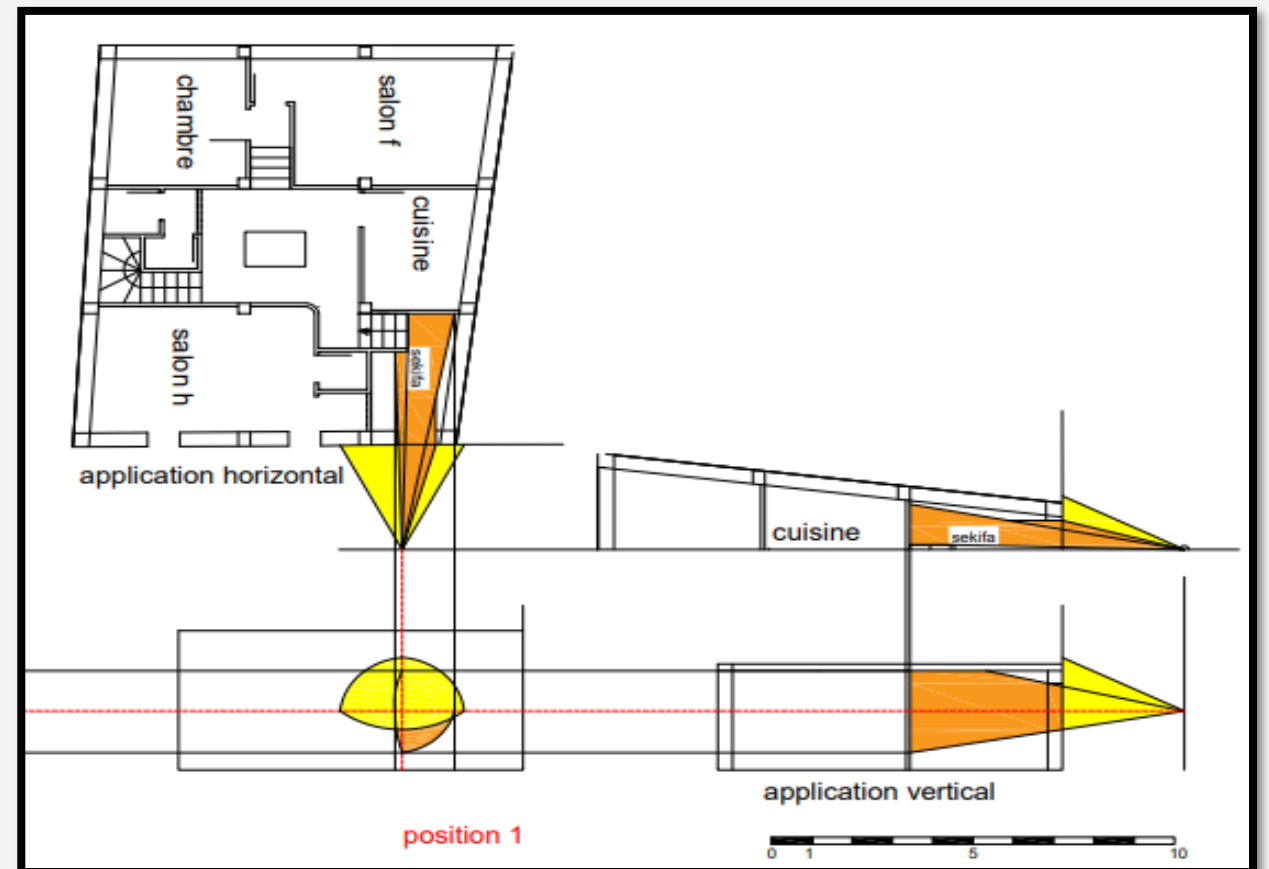 chambre
salon f
cuisine
salon h
sekifa
application horizontal
cuisine
sekifa
application vertical
position 1
0 1 5 10